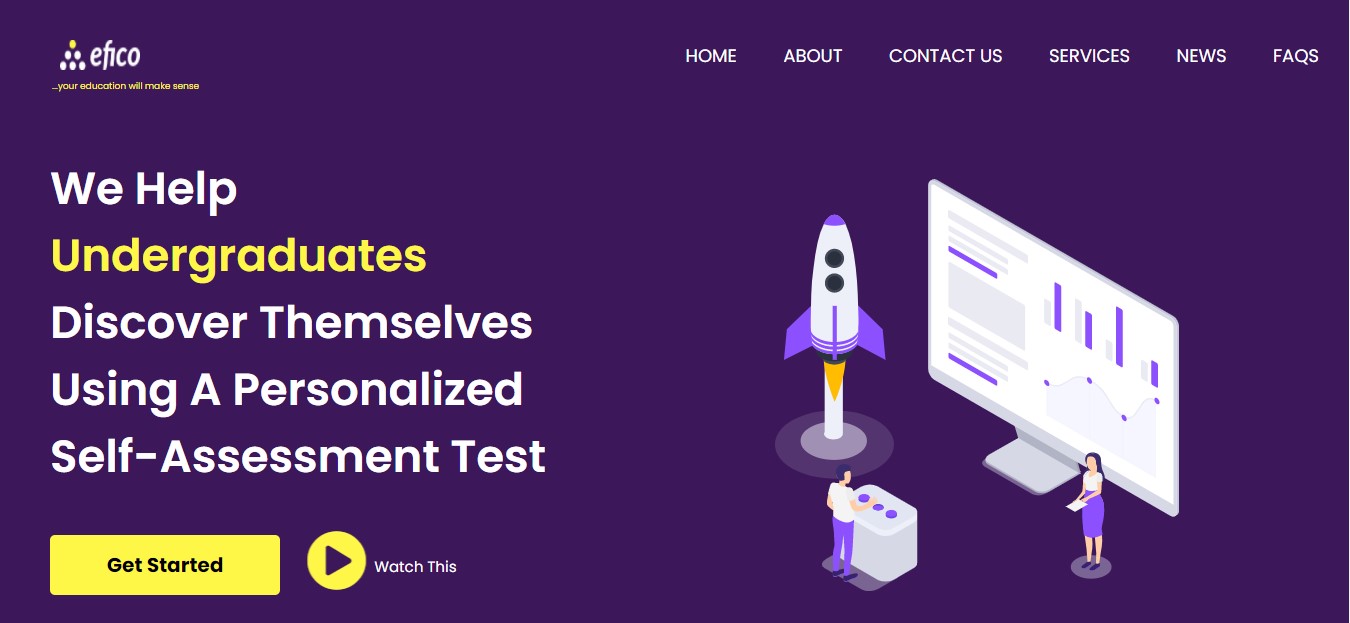 efico
...your education will make sense
HOME ABOUT CONTACT US SERVICES NEWS FAQS
We Help
Undergraduates
Discover Themselves
Using A Personalized
Self-Assessment Test
Get Started
Watch This